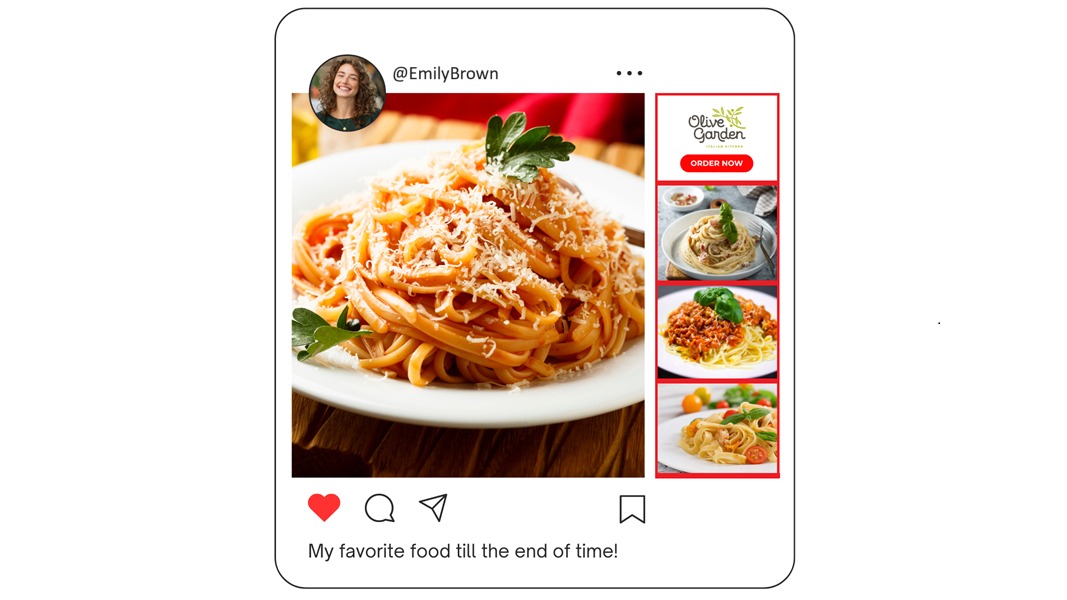 @EmilyBrown
Olive
Garden
ITALIAN KITCHEN
ORDER NOW
My favorite food till the end of time!